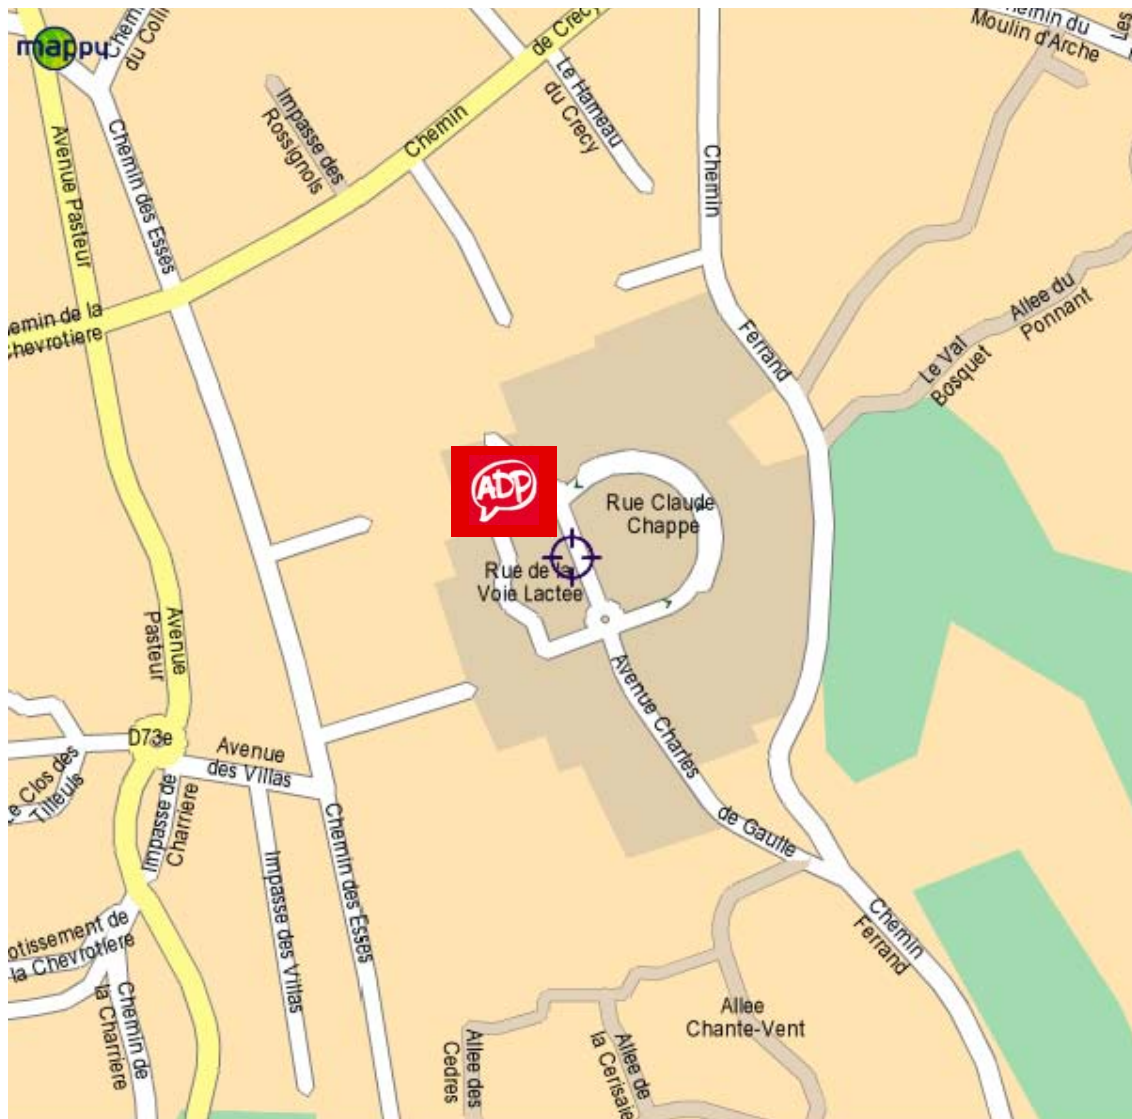 mappy
Chemin
du Collin
Avenue Pasteur
Chemin des Esses
Impasse des
Rossignols
Chemin
de Crecy
Le Hameau
du Crecy
Chemin
Ferrand
Chemin du
Moulin d'Arche
Les
Allee du
Ponnant
Le Val
Bosquet
emin de la
Chevrotiere
ADP
Rue Claude
Chappe
Rue de la
Voie Lactee
Avenue Charles
de Gaulle
Avenue
Pasteur
D73e
Avenue
des Villas
e Clos des
Tilleuls
Impasse de
Charriere
Impasse des Villas
Chemin des Esses
otissement de
la Chevrotiere
Chemin de
la Charriere
Chemin
Ferrand
Allee
Chante-Vent
Allee des
Cedres
Allee de
la Cerisaie